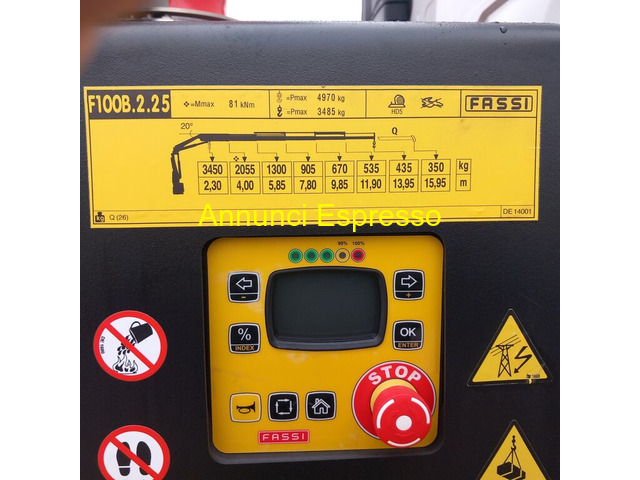 F100B.2.25
=Mmax 81 kNm
=Pmax 4970 kg
=Pmax 3485 kg
HD5
FASSI
20°
Q
3450 2055 1300 905 670 535 435 350 kg
2,30 4,00 5,85 7,80 9,85 11,90 13,95 15,95 m
kg Q (26)
DE 14001
Annunci Espresso
90% 100%
-
+
%
INDEX
OK
ENTER
STOP
FASSI